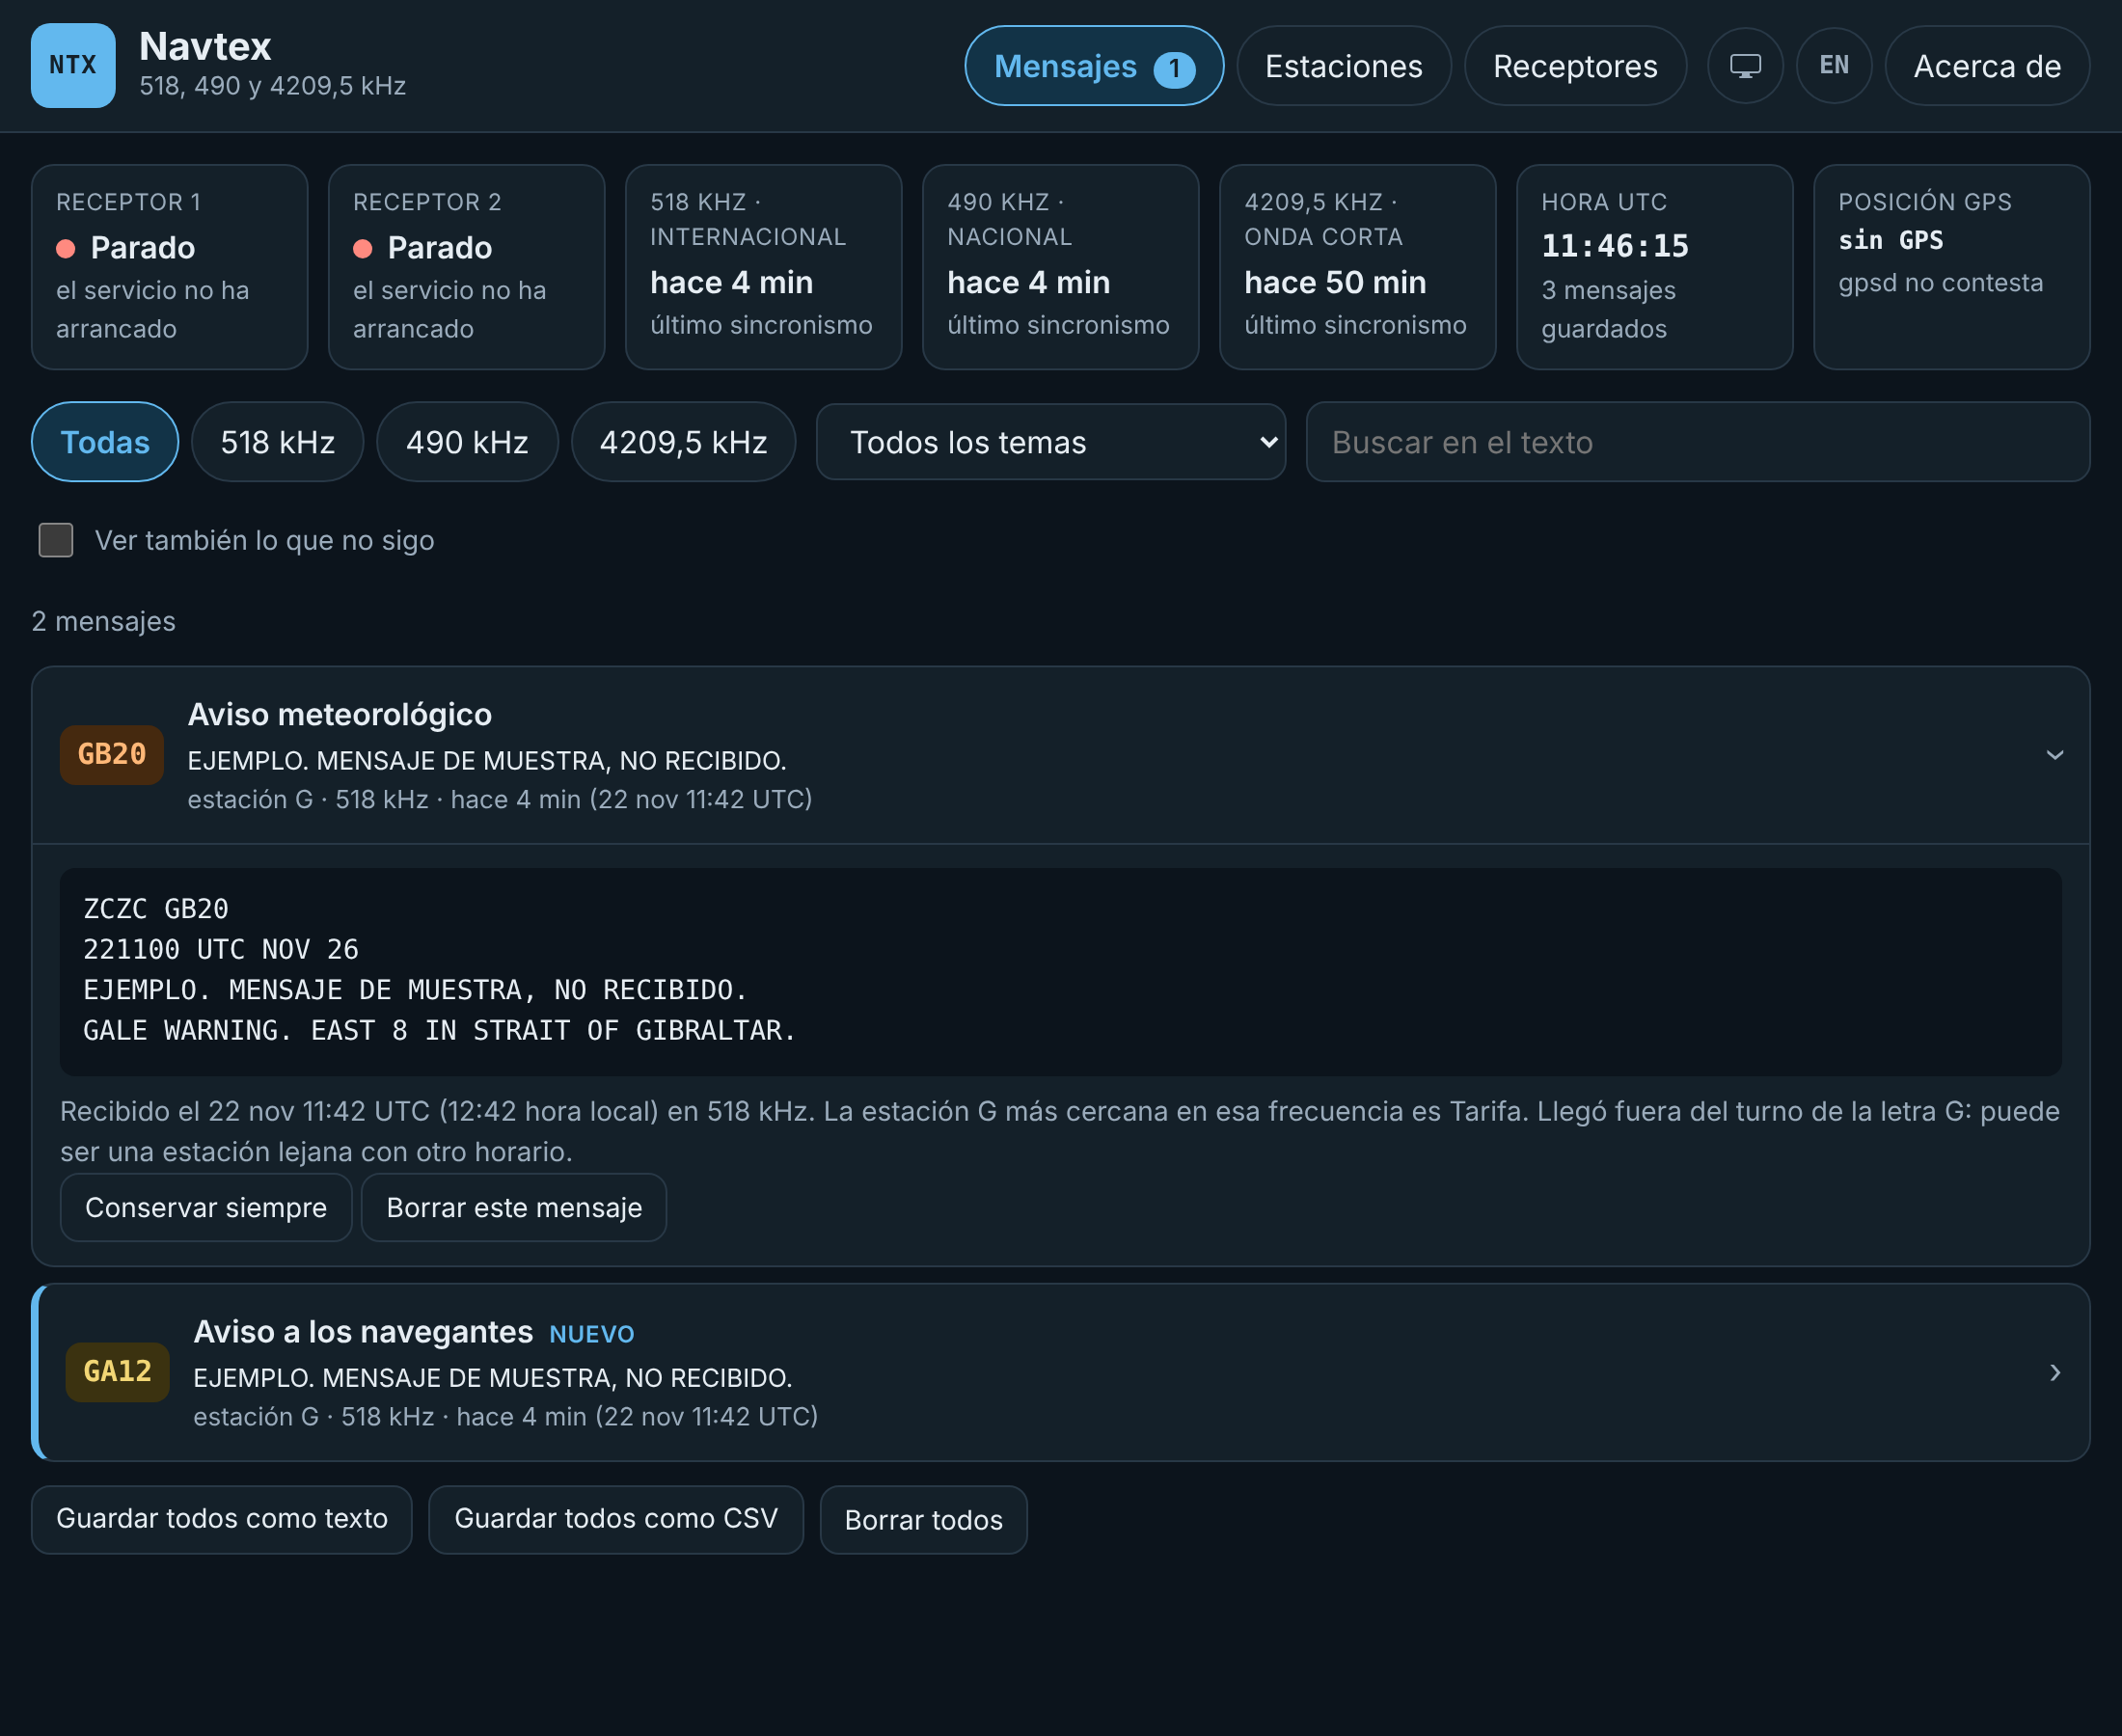 NTX
Navtex
518, 490 y 4209,5 kHz
Mensajes 1
Estaciones
Receptores
EN
Acerca de
RECEPTOR 1
Parado
el servicio no ha
arrancado
RECEPTOR 2
Parado
el servicio no ha
arrancado
518 KHZ ·
INTERNACIONAL
hace 4 min
último sincronismo
490 KHZ ·
NACIONAL
hace 4 min
último sincronismo
4209,5 KHZ ·
ONDA CORTA
hace 50 min
último sincronismo
HORA UTC
11:46:15
3 mensajes
guardados
POSICIÓN GPS
sin GPS
gpsd no contesta
Todas
518 kHz
490 kHz
4209,5 kHz
Todos los temas
Buscar en el texto
Ver también lo que no sigo
2 mensajes
GB20
Aviso meteorológico
EJEMPLO. MENSAJE DE MUESTRA, NO RECIBIDO.
estación G · 518 kHz · hace 4 min (22 nov 11:42 UTC)
ZCZC GB20
221100 UTC NOV 26
EJEMPLO. MENSAJE DE MUESTRA, NO RECIBIDO.
GALE WARNING. EAST 8 IN STRAIT OF GIBRALTAR.
Recibido el 22 nov 11:42 UTC (12:42 hora local) en 518 kHz. La estación G más cercana en esa frecuencia es Tarifa. Llegó fuera del turno de la letra G: puede
ser una estación lejana con otro horario.
Conservar siempre
Borrar este mensaje
GA12
Aviso a los navegantes NUEVO
EJEMPLO. MENSAJE DE MUESTRA, NO RECIBIDO.
estación G · 518 kHz · hace 4 min (22 nov 11:42 UTC)
Guardar todos como texto
Guardar todos como CSV
Borrar todos